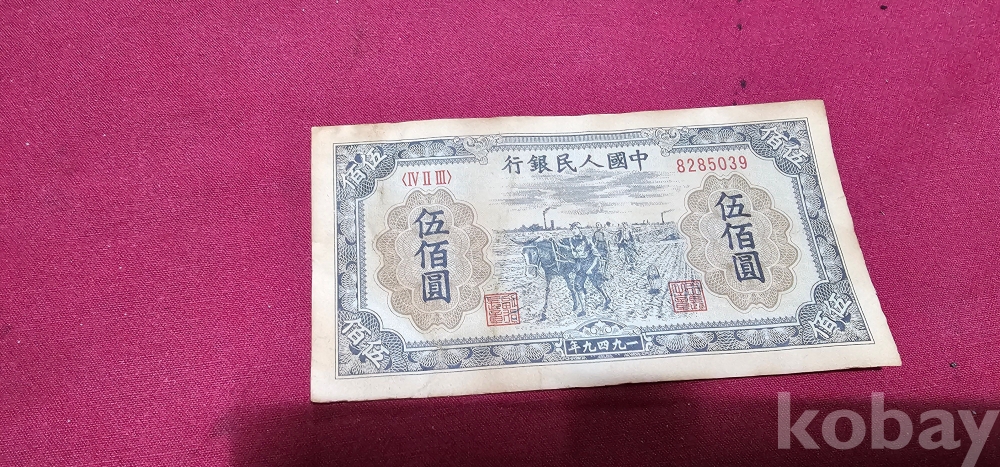 行銀民人國中
〈IV II III〉
8285039
伍佰
伍佰
伍佰圓
伍佰圓
伍佰
伍佰
年九四九一
kobay